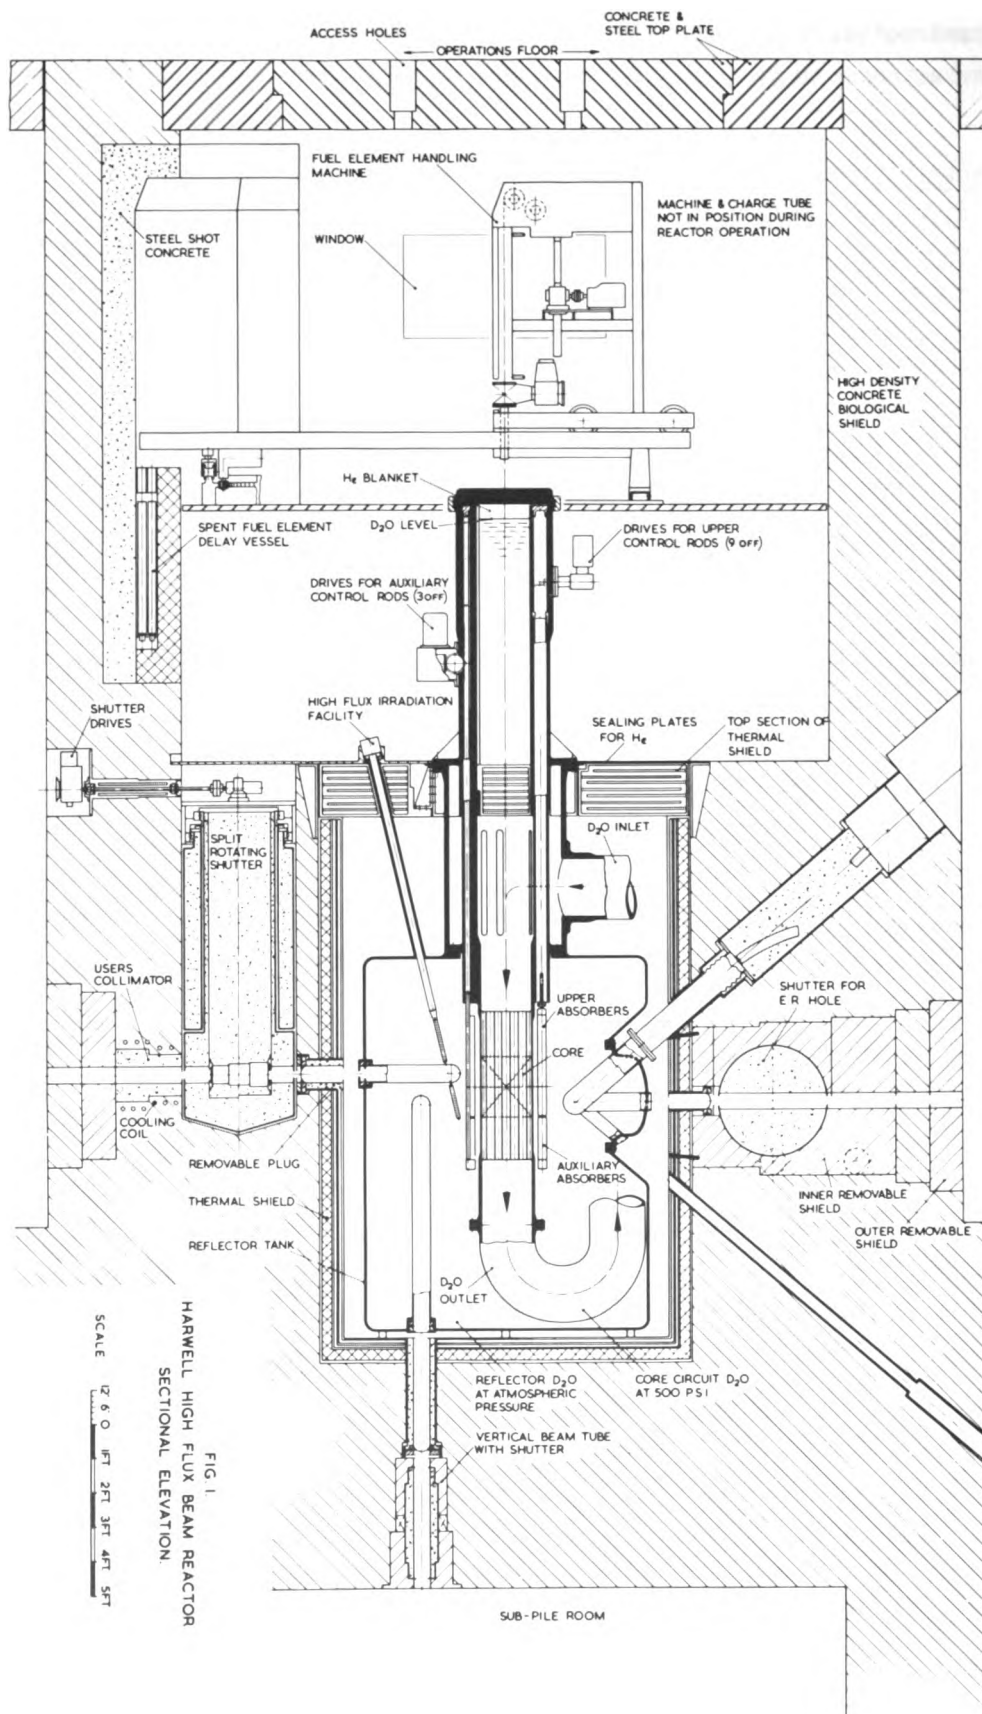 CONCRETE &
STEEL TOP PLATE
ACCESS HOLES
OPERATIONS FLOOR
FUEL ELEMENT HANDLING
MACHINE
MACHINE & CHARGE TUBE
NOT IN POSITION DURING
REACTOR OPERATION
STEEL SHOT
CONCRETE
WINDOW
HIGH DENSITY
CONCRETE
BIOLOGICAL
SHIELD
He BLANKET
D2O LEVEL
SPENT FUEL ELEMENT
DELAY VESSEL
DRIVES FOR UPPER
CONTROL RODS (9 OFF)
DRIVES FOR AUXILIARY
CONTROL RODS (3 OFF)
HIGH FLUX IRRADIATION
FACILITY
SHUTTER
DRIVES
SEALING PLATES
FOR He
TOP SECTION OF
THERMAL
SHIELD
D2O INLET
SPLIT
ROTATING
SHUTTER
USERS
COLLIMATOR
UPPER
ABSORBERS
SHUTTER FOR
E R HOLE
CORE
COOLING
COIL
REMOVABLE PLUG
AUXILIARY
ABSORBERS
THERMAL SHIELD
INNER REMOVABLE
SHIELD
OUTER REMOVABLE
SHIELD
REFLECTOR TANK
D2O
OUTLET
REFLECTOR D2O
AT ATMOSPHERIC
PRESSURE
CORE CIRCUIT D2O
AT 500 P S I
VERTICAL BEAM TUBE
WITH SHUTTER
SUB-PILE ROOM
FIG. 1.
HARWELL HIGH FLUX BEAM REACTOR
SECTIONAL ELEVATION.
SCALE
12" 6 0 1FT 2FT 3FT 4FT 5FT